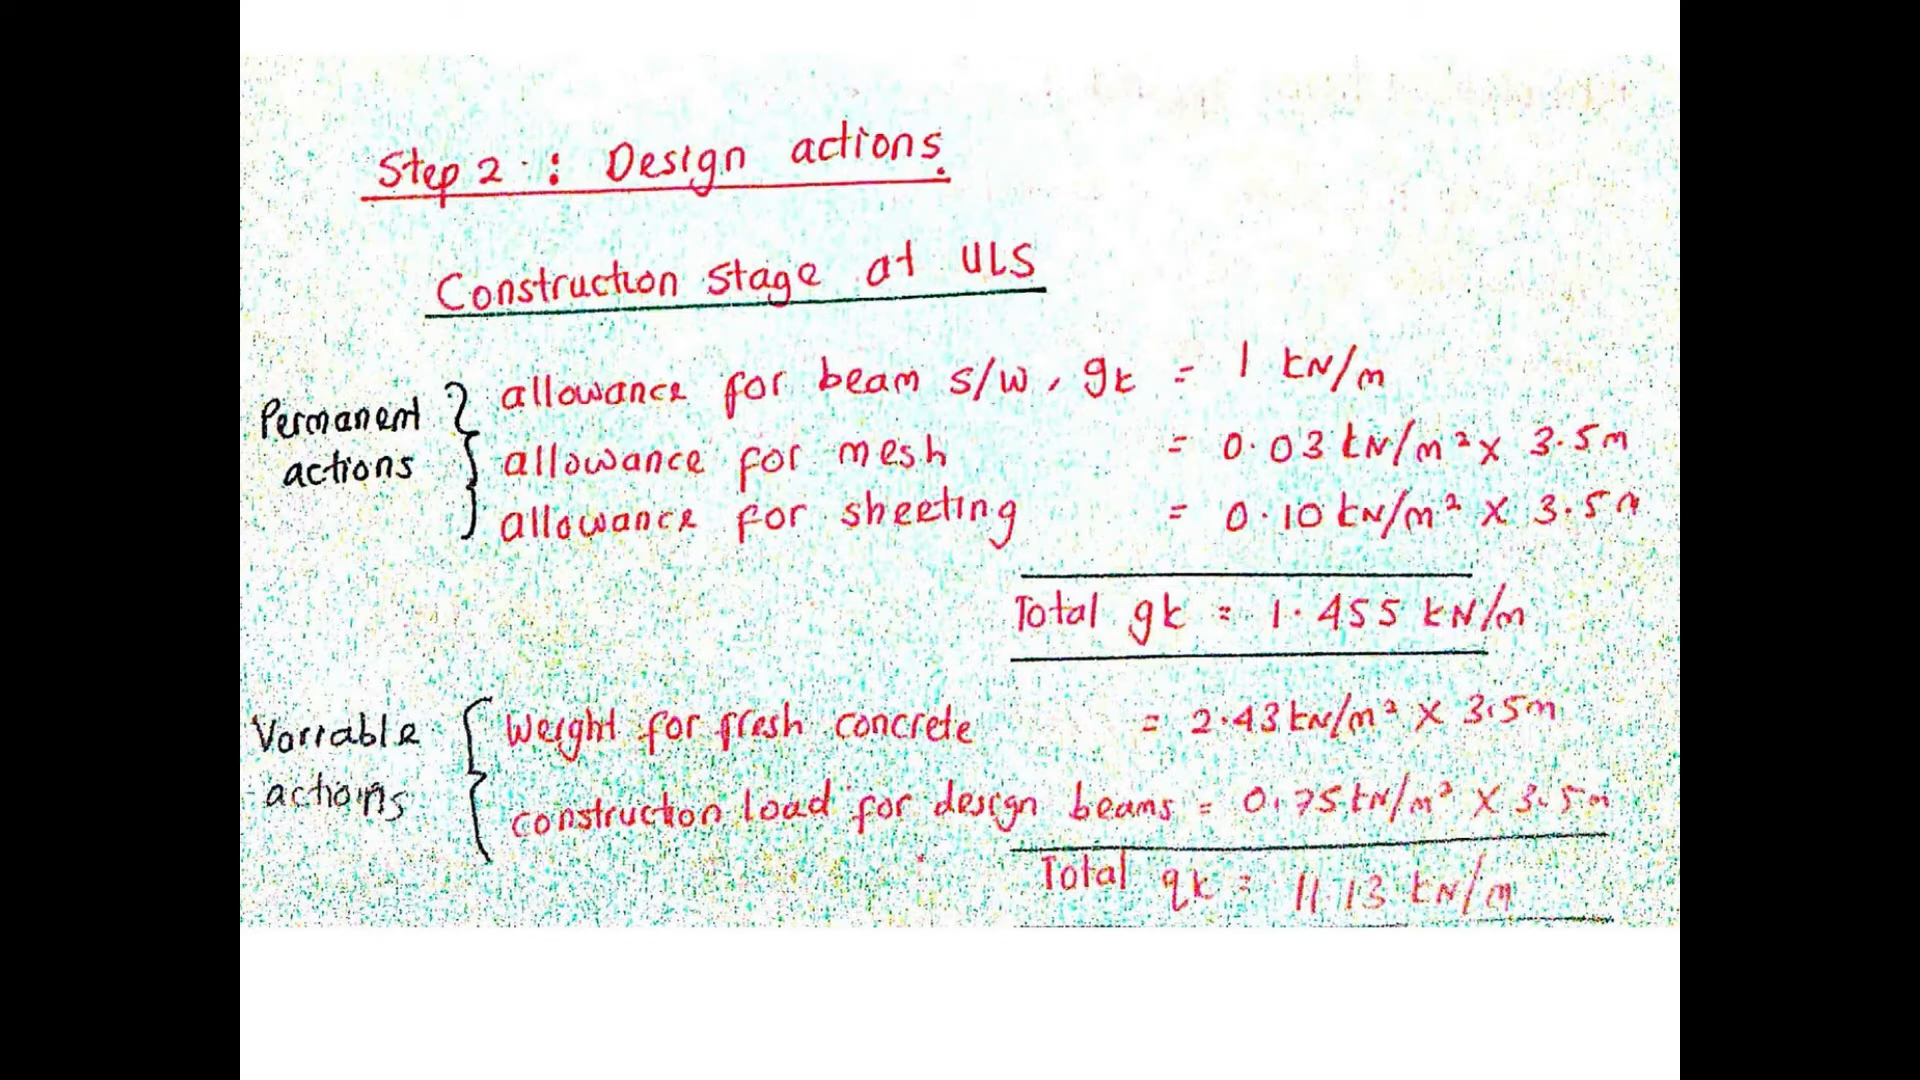 Step 2 : Design actions.
Construction Stage at ULS
Permanent actions
allowance for beam s/w, gk = 1 kN/m
allowance for mesh = 0.03 kN/m² x 3.5m
allowance for sheeting = 0.10 kN/m² x 3.5m
Total gk = 1.455 kN/m
Variable actions
Weight for fresh concrete = 2.43 kN/m² x 3.5m
construction load for design beams = 0.75 kN/m² x 3.5m
Total qk = 11.13 kN/m